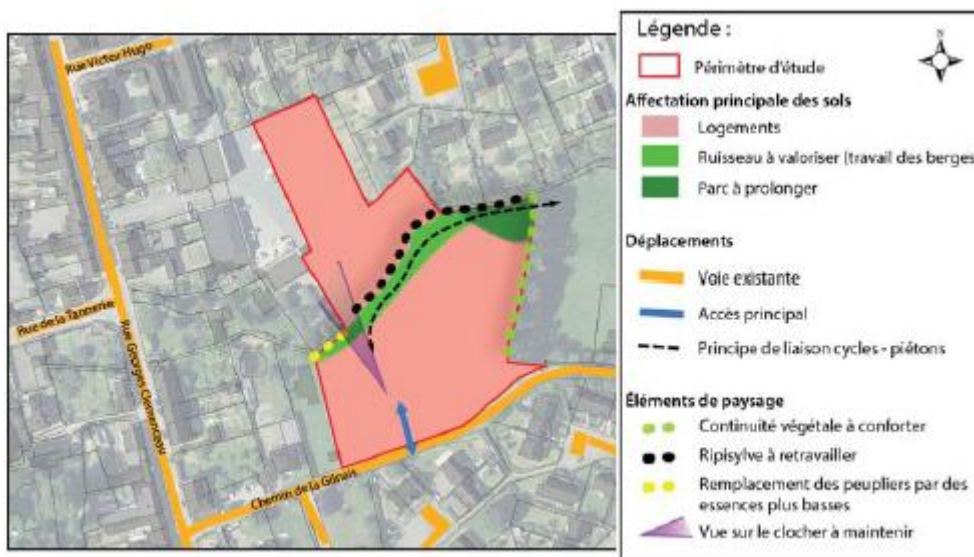 Rue Victor Hugo
Rue de la Tannerie
Rue Georges Clemenceau
Chemin de la Gilnais
Légende :
Périmètre d'étude
Affectation principale des sols
Logements
Ruisseau à valoriser (travail des berges)
Parc à prolonger
Déplacements
Voie existante
Accès principal
Principe de liaison cycles - piétons
Éléments de paysage
Continuité végétale à conforter
Ripisylve à retravailler
Remplacement des peupliers par des
essences plus basses
Vue sur le clocher à maintenir